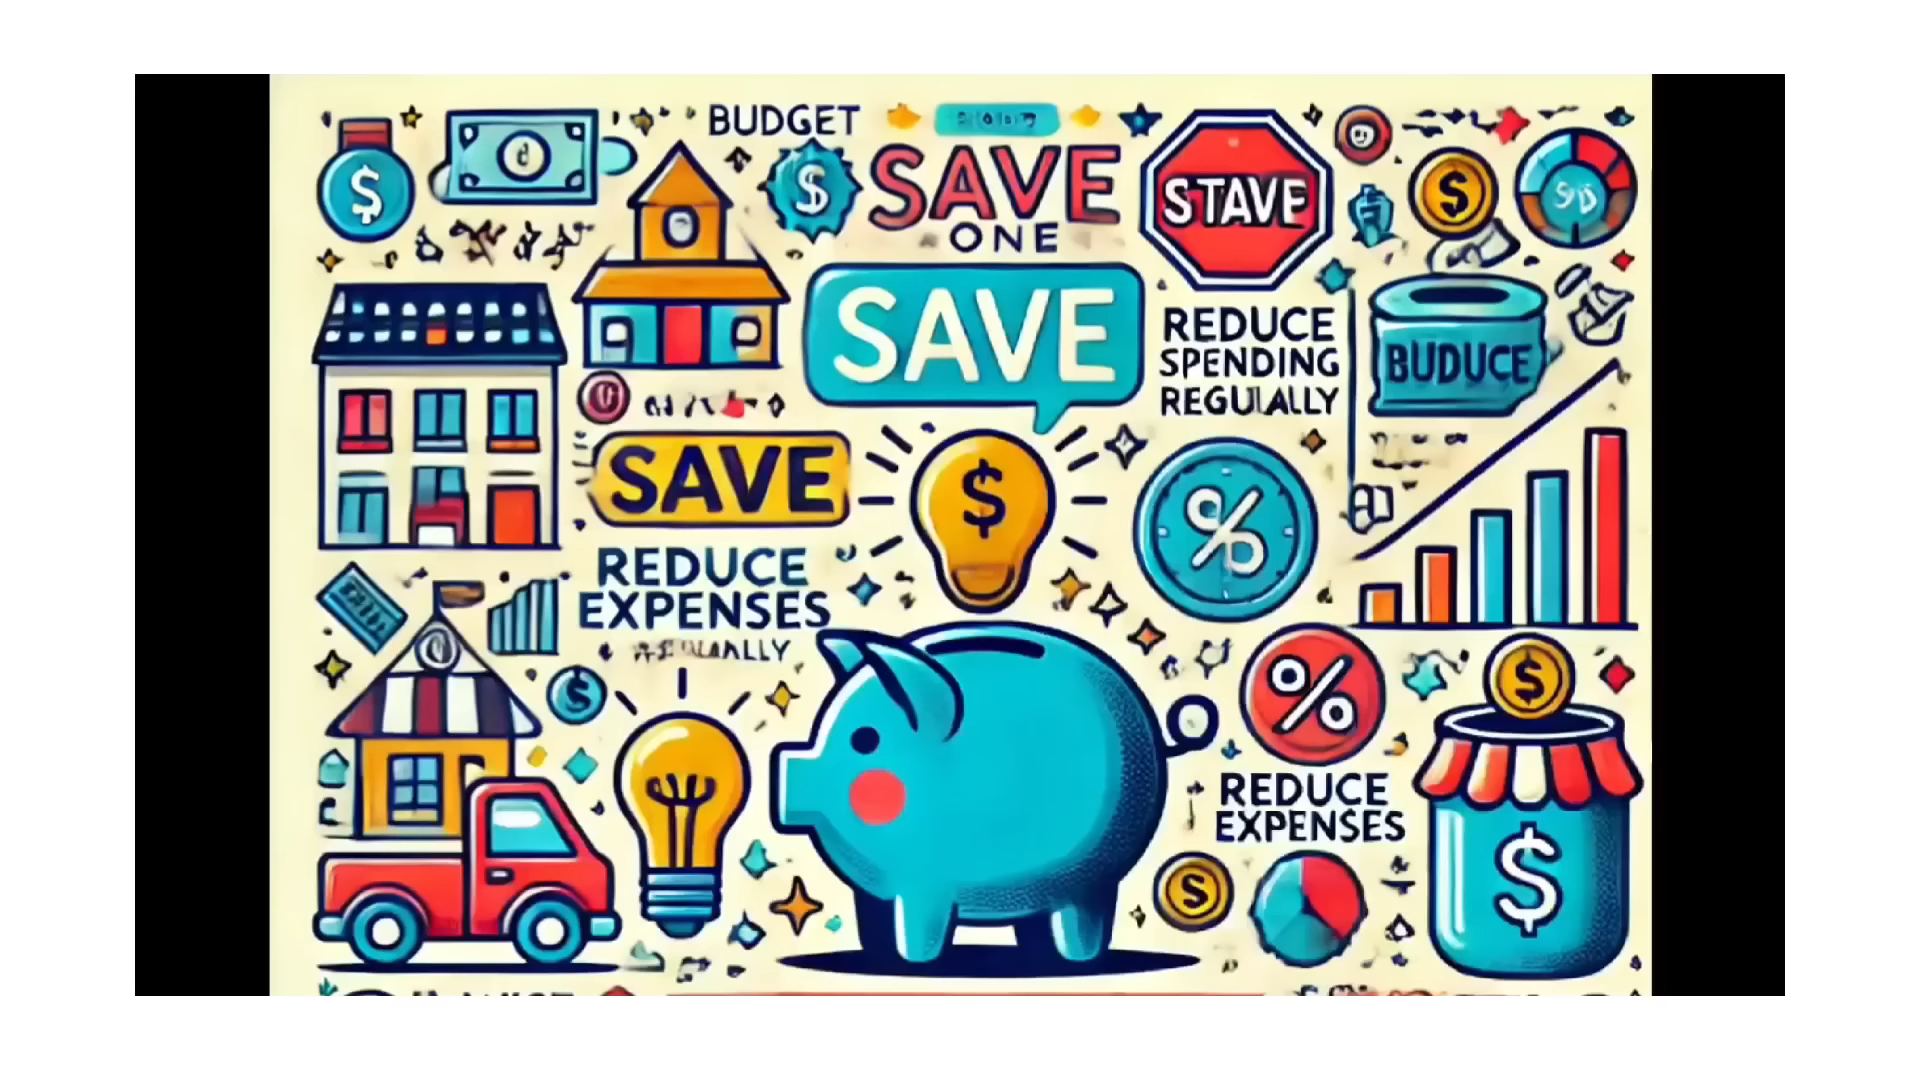 BUDGET
SAVE
ONE
STAVE
$
$
$
SAVE
REDUCE
SPENDING
REGULALLY
BUDUCE
SAVE
$
%
REDUCE
EXPENSES
$
%
$
REDUCE
EXPENSES
$
$